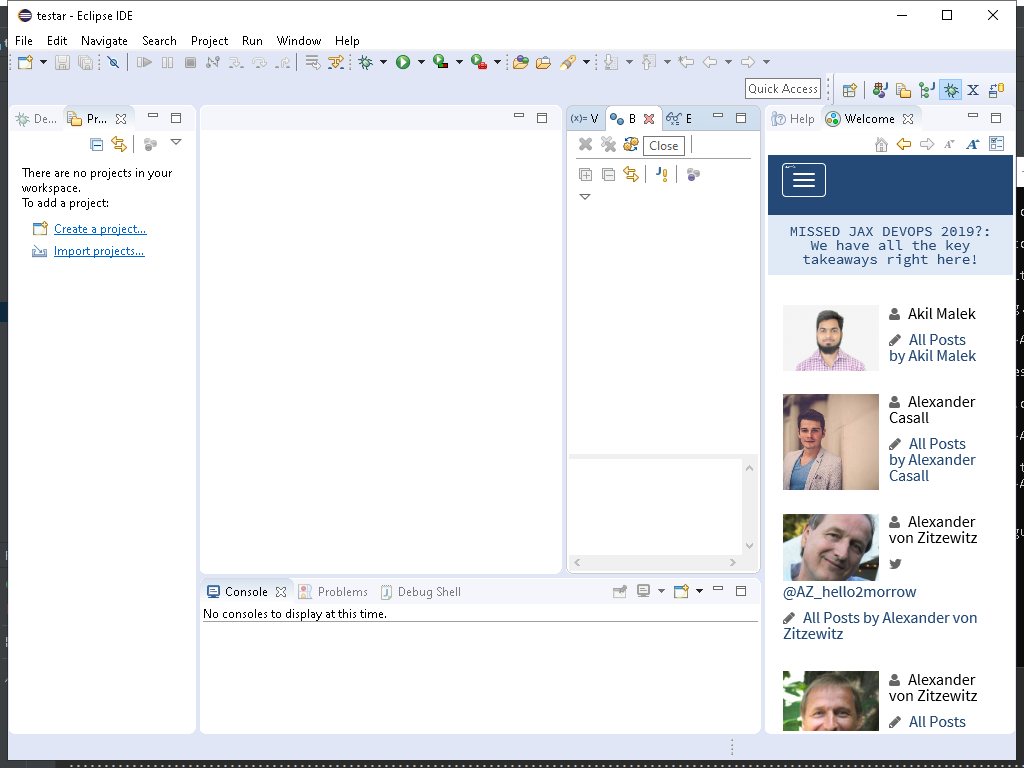 testar - Eclipse IDE
File Edit Navigate Search Project Run Window Help
Quick Access
De...
Pr...
(x)= V
B
E
Help
Welcome
Close
There are no projects in your
workspace.
To add a project:
Create a project...
Import projects...
MISSED JAX DEVOPS 2019?:
We have all the key
takeaways right here!
Akil Malek
All Posts
by Akil Malek
Alexander
Casall
All Posts
by Alexander
Casall
Alexander
von Zitzewitz
@AZ_hello2morrow
All Posts by Alexander von
Zitzewitz
Alexander
von Zitzewitz
All Posts
Console
Problems
Debug Shell
No consoles to display at this time.